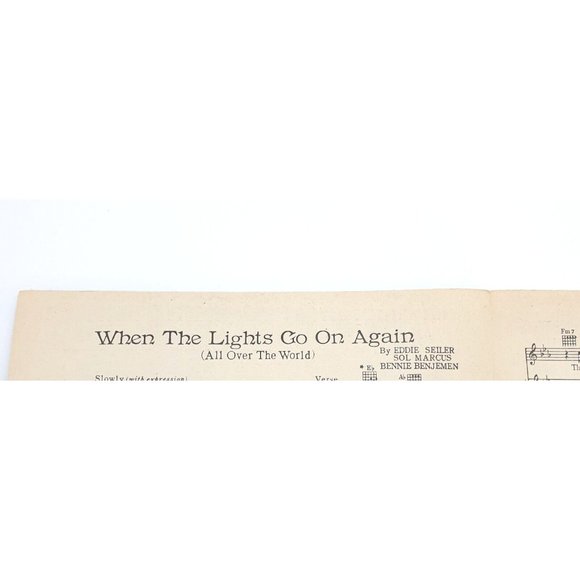 When The Lights Go On Again
(All Over The World)
By EDDIE SEILER
SOL MARCUS
BENNIE BENJEMEN
Slowly (with expression)
Verse
* E♭
A♭
Fm7
Th